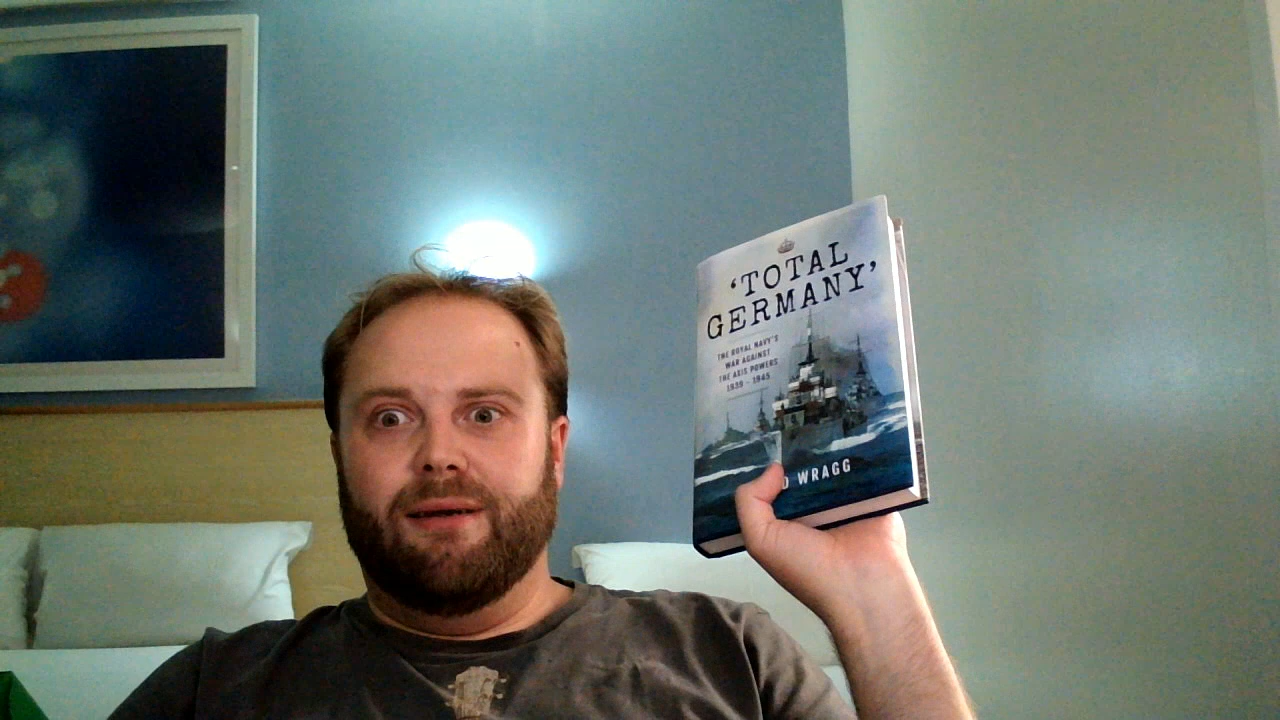 ‘TOTAL
GERMANY’
THE ROYAL NAVY'S
WAR AGAINST
THE AXIS POWERS
1939 - 1945
D WRAGG